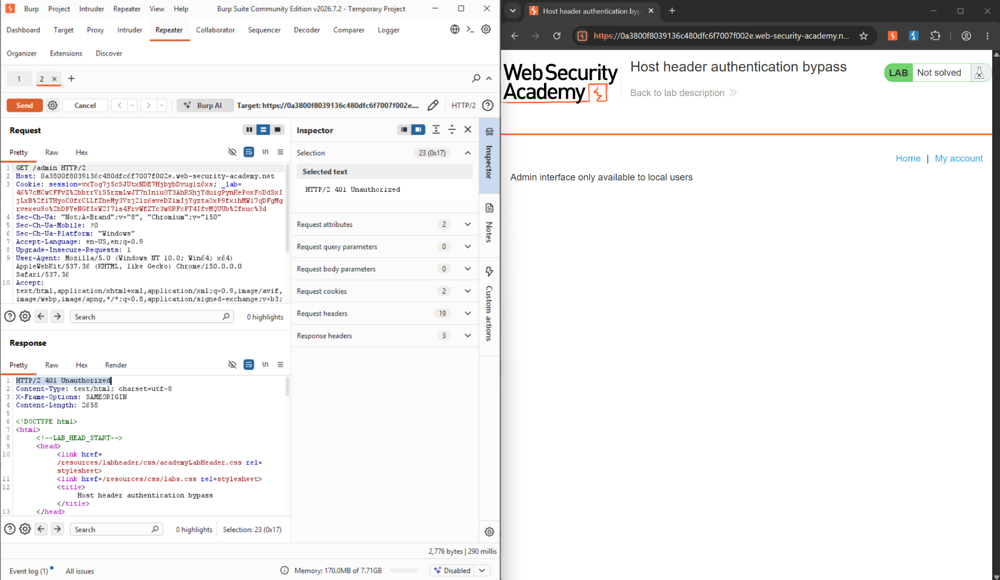 Burp Project Intruder Repeater View Help Burp Suite Community Edition v2026.7.2 - Temporary Project
Dashboard Target Proxy Intruder Repeater Collaborator Sequencer Decoder Comparer Logger
Organizer Extensions Discover
1 2
Send Cancel Burp AI Target: https://0a3800f8039136c480dfc6f7007f002e.... HTTP/2
Request
Pretty Raw Hex \n
1 GET /admin HTTP/2
2 Host: 0a3800f8039136c480dfc6f7007f002e.web-security-academy.net
3 Cookie: session=vxTog7j5cSJUtxNDE7HjbybDvuglz6xs; _lab=
46%7cMCwCFFvZ%2bbrrViS5rzmLwJT7nIniu0T3AhRShjYduigPynKePoxFoDdSxI
jLxB%2flTHyoC0frCLLfZheMy3Vzj2lz6sveDZimIjYgzta0xP9fxihMWl7qDFgMg
rvexeu9o%2bDPYeNGfIxW2I7ls4FrvWfZTc3w8RFcPT4IfvMQUUb%2fxuc%3d
4 Sec-Ch-Ua: "Not;A=Brand";v="8", "Chromium";v="150"
5 Sec-Ch-Ua-Mobile: ?0
6 Sec-Ch-Ua-Platform: "Windows"
7 Accept-Language: en-US,en;q=0.9
8 Upgrade-Insecure-Requests: 1
9 User-Agent: Mozilla/5.0 (Windows NT 10.0; Win64; x64)
AppleWebKit/537.36 (KHTML, like Gecko) Chrome/150.0.0.0
Safari/537.36
10 Accept:
text/html,application/xhtml+xml,application/xml;q=0.9,image/avif,
image/webp,image/apng,*/*;q=0.8,application/signed-exchange;v=b3;
Search 0 highlights
Response
Pretty Raw Hex Render \n
1 HTTP/2 401 Unauthorized
2 Content-Type: text/html; charset=utf-8
3 X-Frame-Options: SAMEORIGIN
4 Content-Length: 2658
5
6 <!DOCTYPE html>
7 <html>
8 <!--LAB_HEAD_START-->
9 <head>
10 <link href=
/resources/labheader/css/academyLabHeader.css rel=
stylesheet>
11 <link href=/resources/css/labs.css rel=stylesheet>
12 <title>
Host header authentication bypass
</title>
13 </head>
Search 0 highlights Selection: 23 (0x17)
Inspector
Selection 23 (0x17)
Selected text
HTTP/2 401 Unauthorized
Request attributes 2
Request query parameters 0
Request body parameters 0
Request cookies 2
Request headers 19
Response headers 3
Inspector
Notes
Custom actions
2,776 bytes | 290 millis
Event log (1) All issues Memory: 170.0MB of 7.71GB Disabled
Host header authentication byp
https://0a3800f8039136c480dfc6f7007f002e.web-security-academy.n...
Web Security
Academy
Host header authentication bypass
Back to lab description
LAB Not solved
Home | My account
Admin interface only available to local users